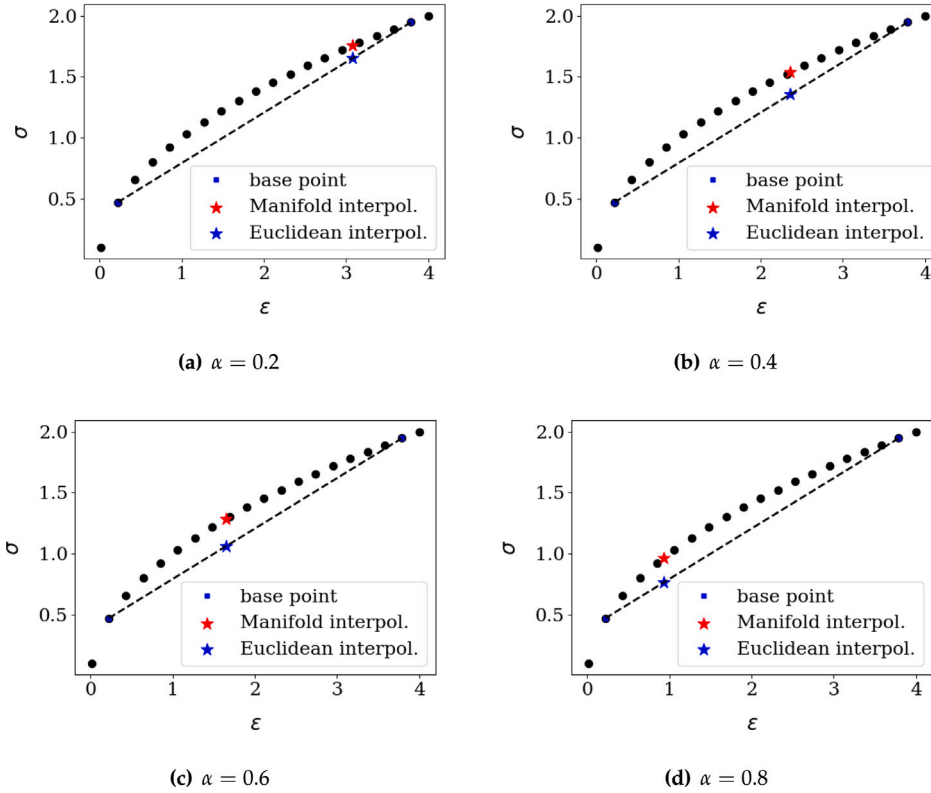 2.0
1.5
1.0
0.5
σ
base point
Manifold interpol.
Euclidean interpol.
0 1 2 3 4
ε
(a) α = 0.2
2.0
1.5
1.0
0.5
σ
base point
Manifold interpol.
Euclidean interpol.
0 1 2 3 4
ε
(b) α = 0.4
2.0
1.5
1.0
0.5
σ
base point
Manifold interpol.
Euclidean interpol.
0 1 2 3 4
ε
(c) α = 0.6
2.0
1.5
1.0
0.5
σ
base point
Manifold interpol.
Euclidean interpol.
0 1 2 3 4
ε
(d) α = 0.8